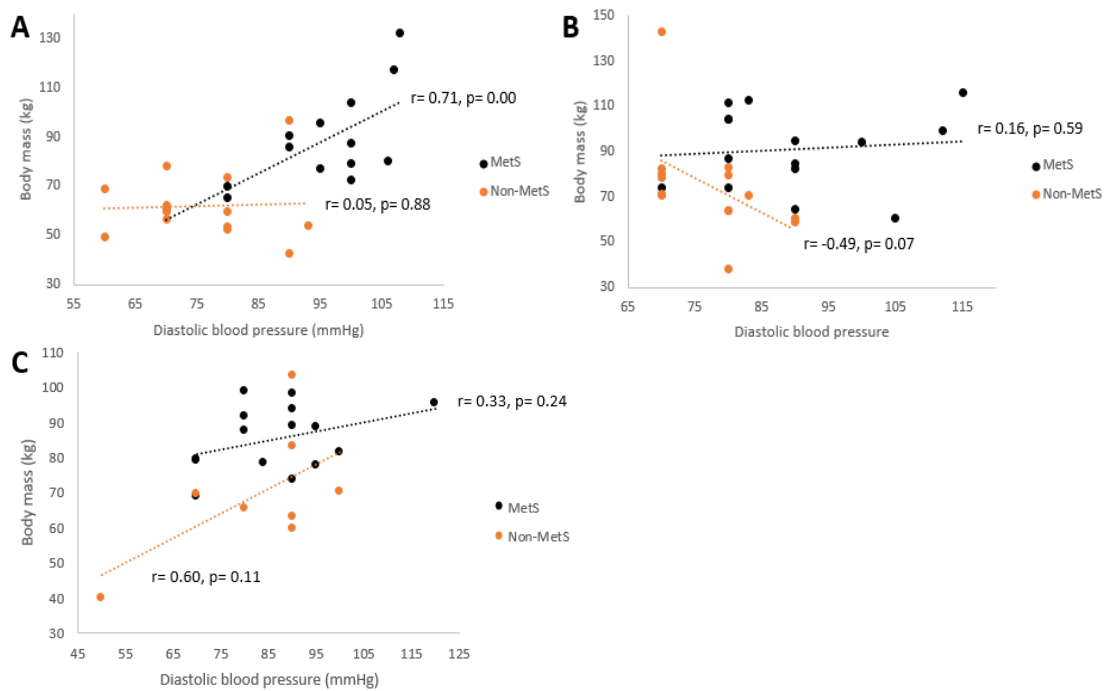 A
Body mass (kg)
130
110
90
70
50
30
55
65
75
85
95
105
115
Diastolic blood pressure (mmHg)
r= 0.71, p= 0.00
r= 0.05, p= 0.88
MetS
Non-MetS
B
Body mass (kg)
150
130
110
90
70
50
30
65
75
85
95
105
115
Diastolic blood pressure
r= 0.16, p= 0.59
r= -0.49, p= 0.07
MetS
Non-MetS
C
Body mass (kg)
110
100
90
80
70
60
50
40
30
45
55
65
75
85
95
105
115
125
Diastolic blood pressure (mmHg)
r= 0.33, p= 0.24
r= 0.60, p= 0.11
MetS
Non-MetS